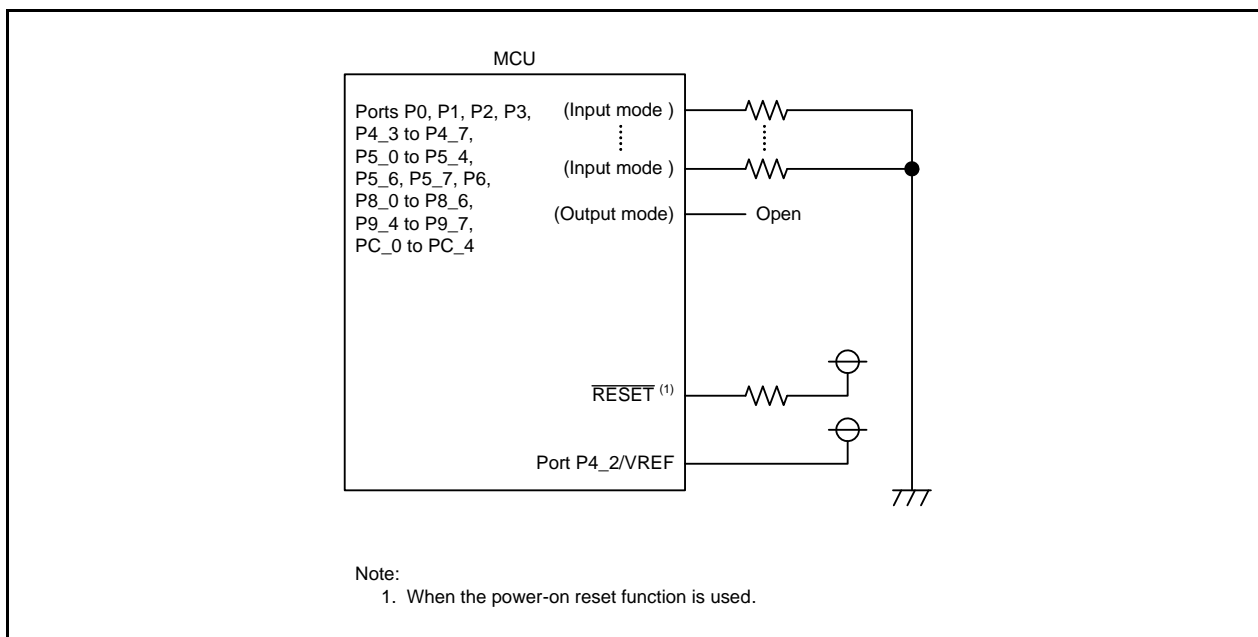 MCU
Ports P0, P1, P2, P3,
P4_3 to P4_7,
P5_0 to P5_4,
P5_6, P5_7, P6,
P8_0 to P8_6,
P9_4 to P9_7,
PC_0 to PC_4
(Input mode )
(Input mode )
(Output mode)
Open
RESET (1)
Port P4_2/VREF
Note:
1. When the power-on reset function is used.